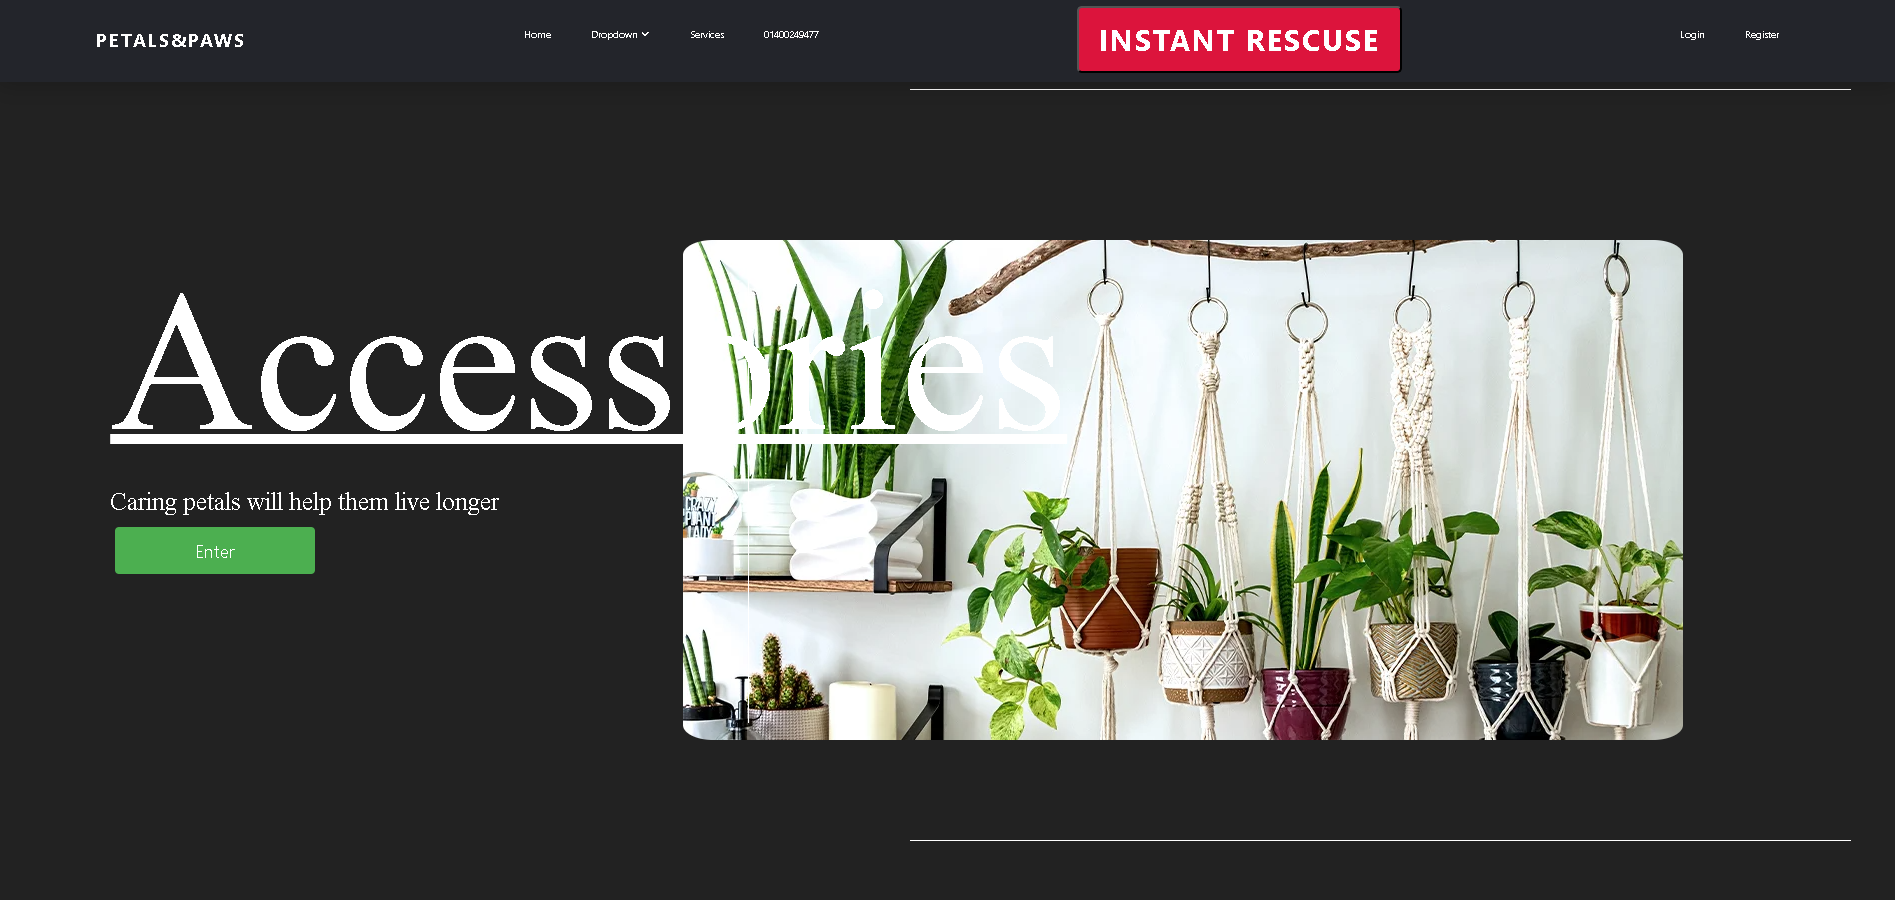 PETALS&PAWS
Home
Dropdown
Services
01400249477
INSTANT RESCUSE
Login
Register
Accessories
Caring petals will help them live longer
Enter
CRAZY
PLANT
LADY